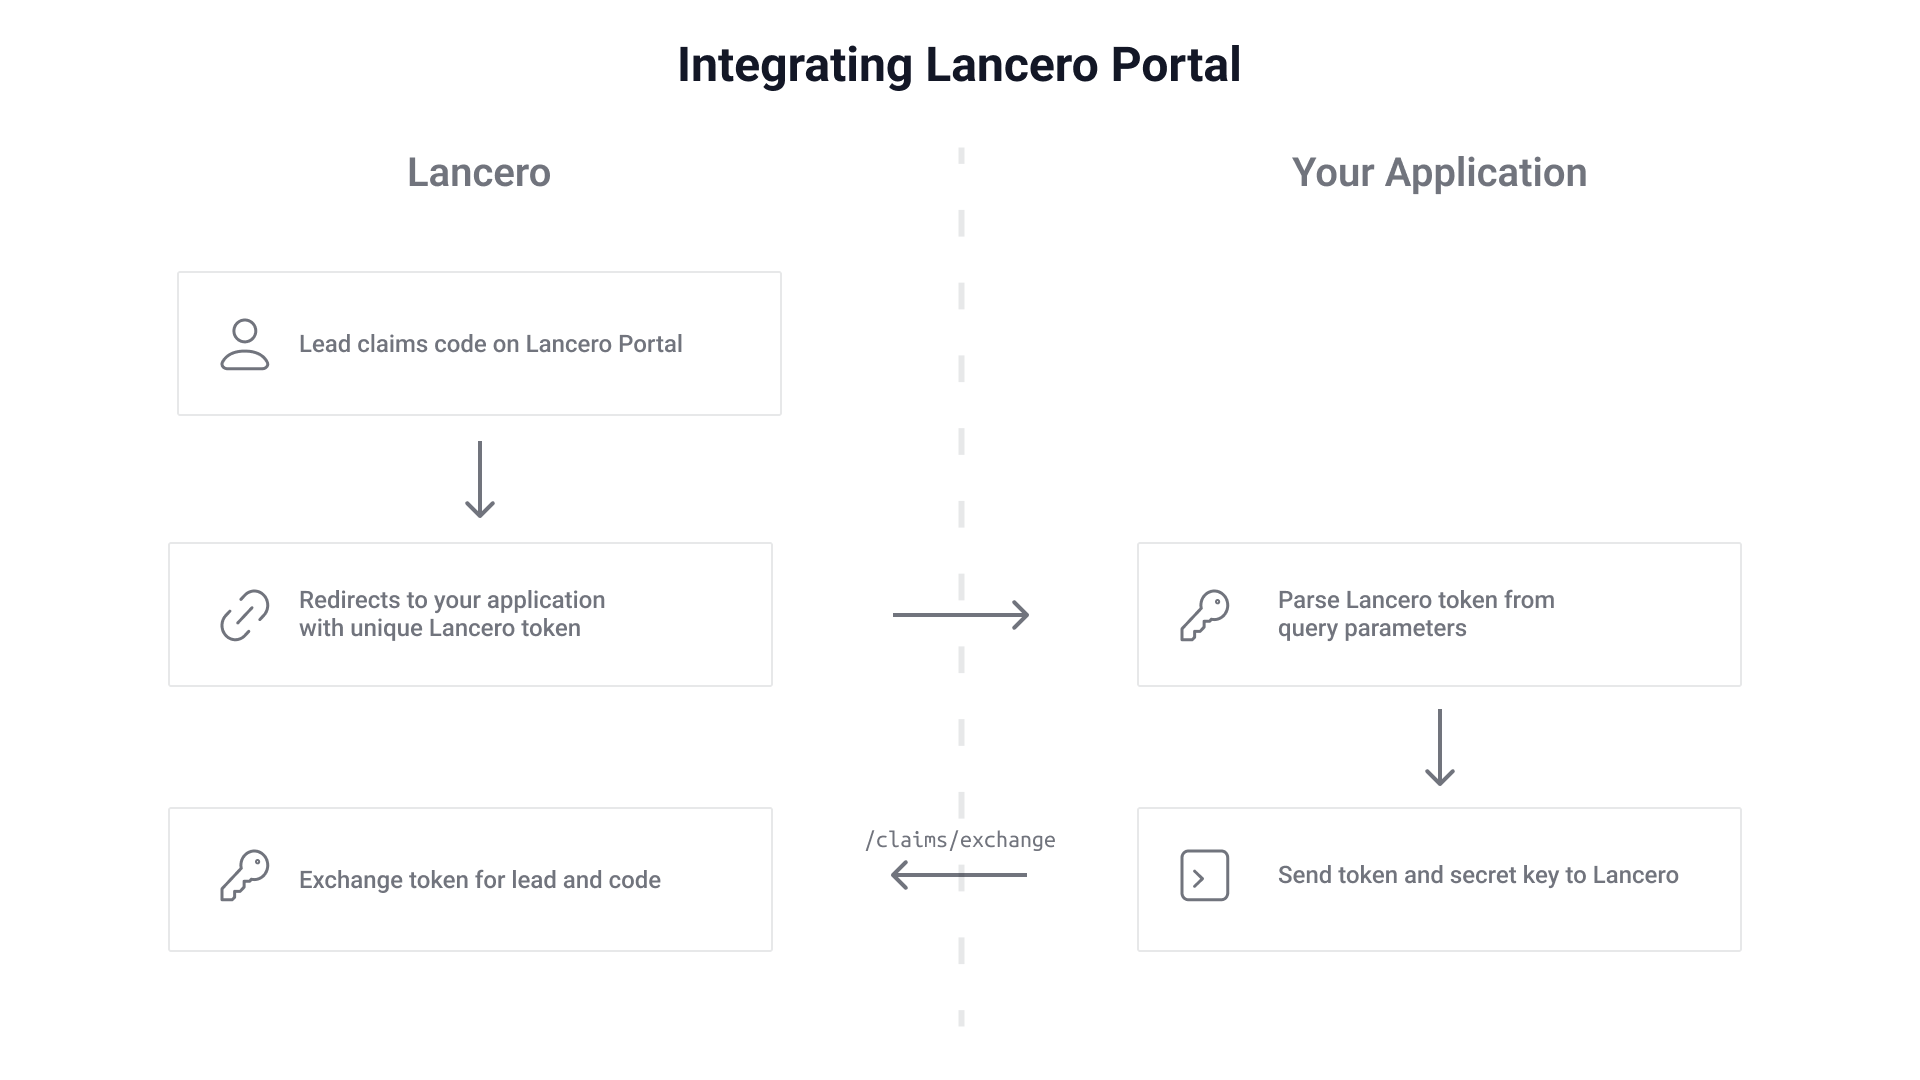 Integrating Lancero Portal
Lancero
Your Application
Lead claims code on Lancero Portal
Redirects to your application
with unique Lancero token
Parse Lancero token from
query parameters
/claims/exchange
Exchange token for lead and code
Send token and secret key to Lancero